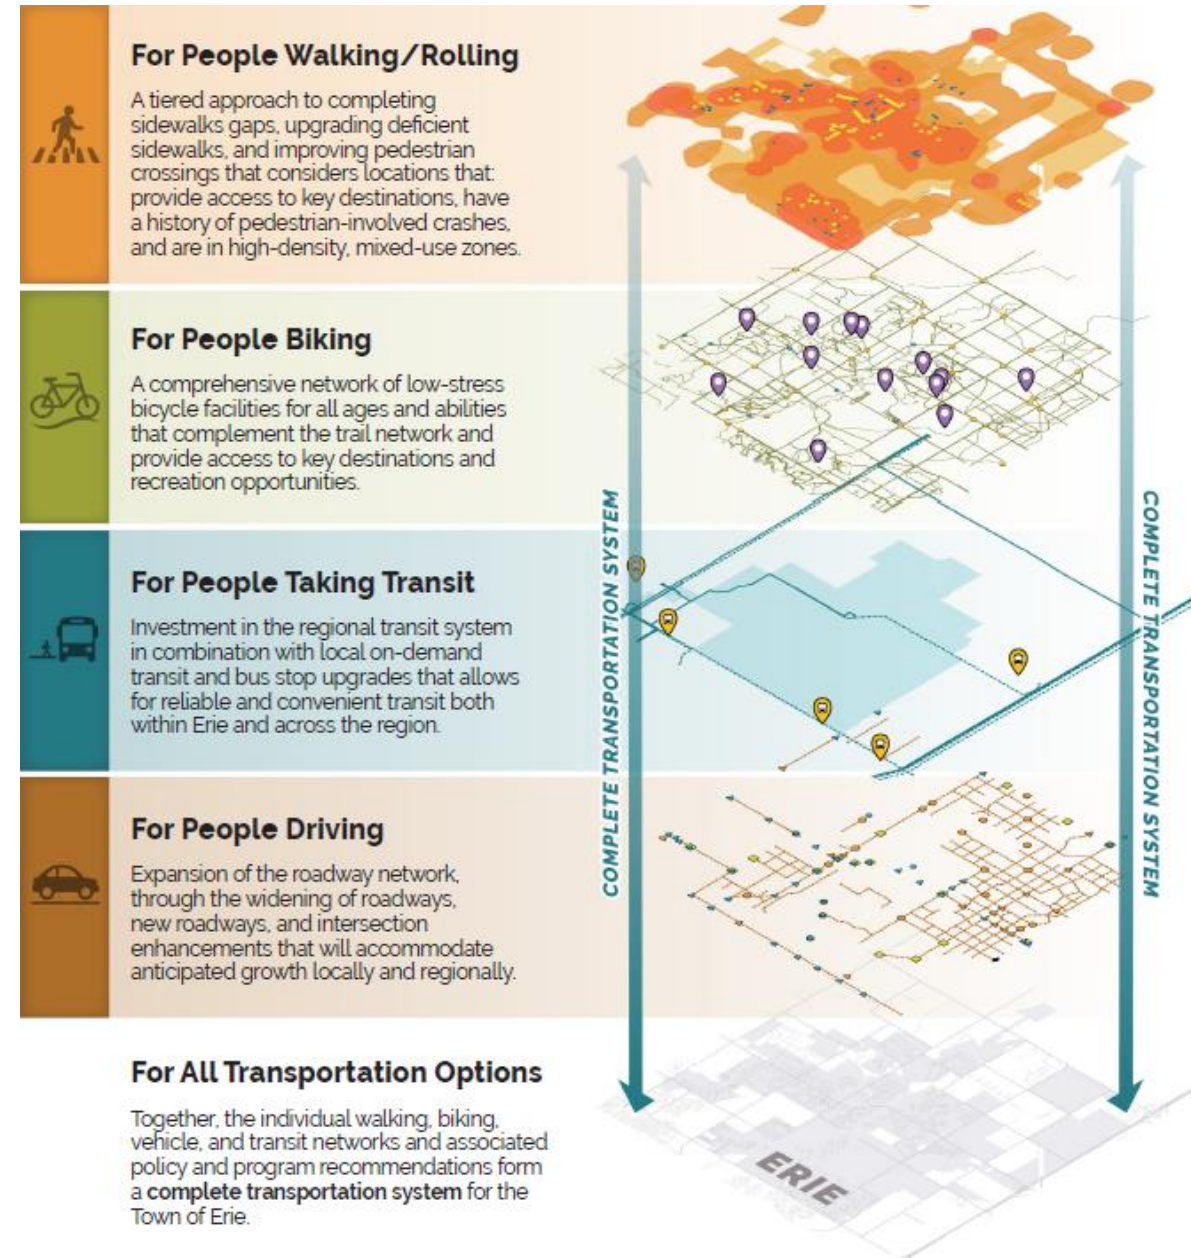 For People Walking/Rolling
A tiered approach to completing
sidewalks gaps, upgrading deficient
sidewalks, and improving pedestrian
crossings that considers locations that:
provide access to key destinations, have
a history of pedestrian-involved crashes,
and are in high-density, mixed-use zones.
For People Biking
A comprehensive network of low-stress
bicycle facilities for all ages and abilities
that complement the trail network and
provide access to key destinations and
recreation opportunities.
For People Taking Transit
Investment in the regional transit system
in combination with local on-demand
transit and bus stop upgrades that allows
for reliable and convenient transit both
within Erie and across the region.
For People Driving
Expansion of the roadway network,
through the widening of roadways,
new roadways, and intersection
enhancements that will accommodate
anticipated growth locally and regionally.
For All Transportation Options
Together, the individual walking, biking,
vehicle, and transit networks and associated
policy and program recommendations form
a complete transportation system for the
Town of Erie.
COMPLETE TRANSPORTATION SYSTEM
COMPLETE TRANSPORTATION SYSTEM
ERIE